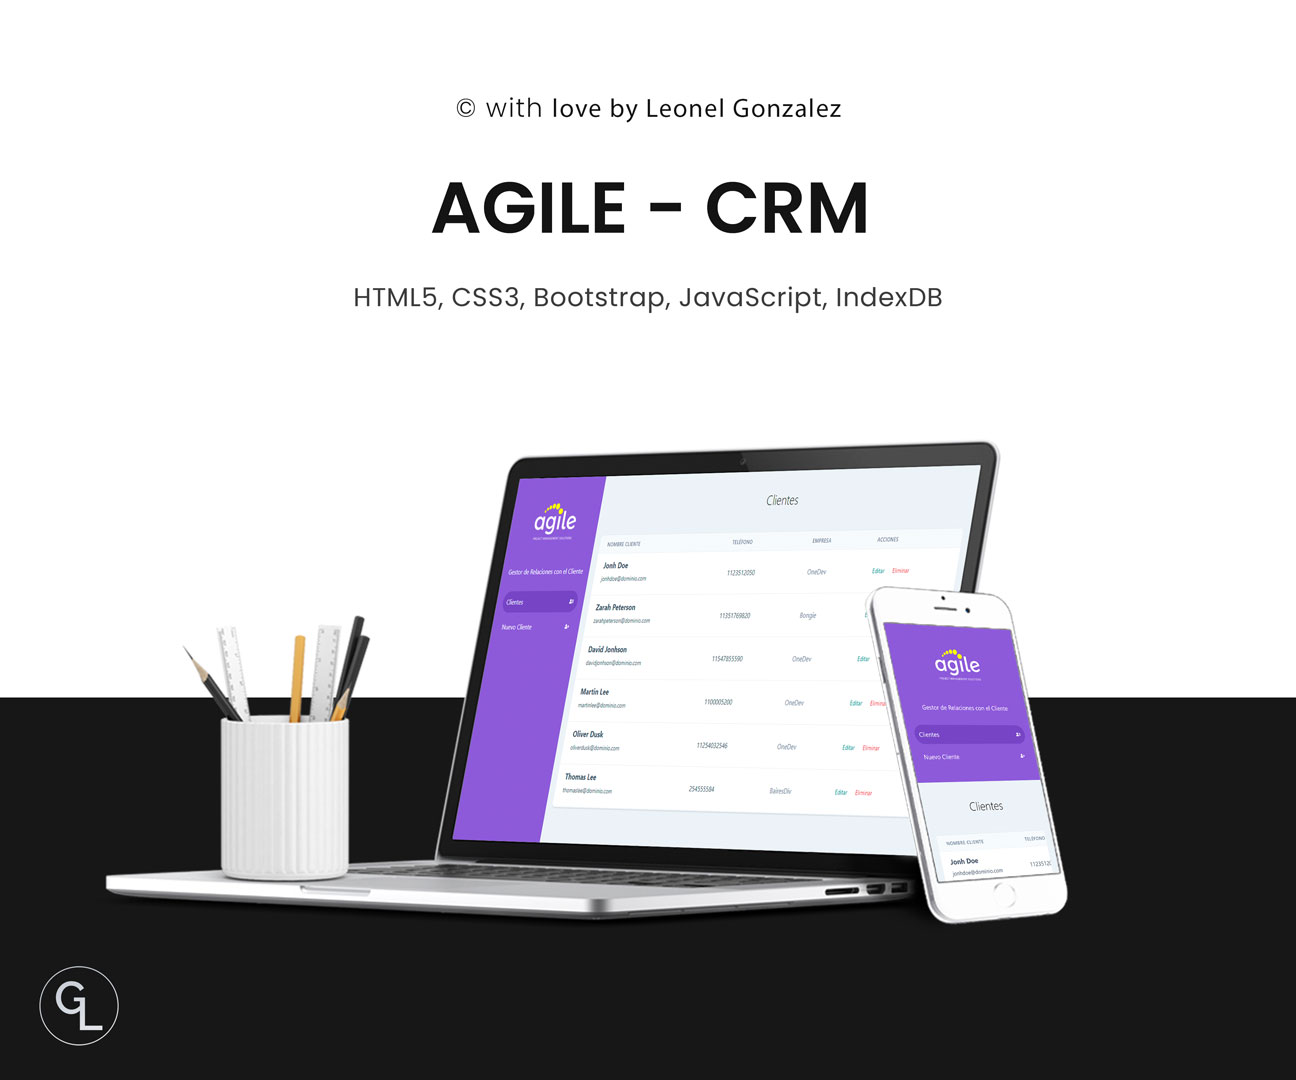 © with love by Leonel Gonzalez
AGILE - CRM
HTML5, CSS3, Bootstrap, JavaScript, IndexDB
agile
Gestor de Relaciones con el Cliente
Clientes
Nuevo Cliente
Clientes
NOMBRE CLIENTE TELÉFONO EMPRESA ACCIONES
Jonh Doe
jonhdoe@dominio.com 1123512050 OneDev Editar Eliminar
Zarah Peterson
zarahpeterson@dominio.com 11351769820 Bongie
David Jonhson
davidjonhson@dominio.com 11547855590 OneDev Editar
Martin Lee
martinlee@dominio.com 1100005200 OneDev Editar Elimina
Oliver Dusk
oliverdusk@dominio.com 11254032546 OneDev Editar Eliminar
Thomas Lee
thomaslee@dominio.com 254555584 BairesDiv Editar Eliminar
agile
PROJECT MANAGEMENT SOLUTIONS
Gestor de Relaciones con el Cliente
Clientes
Nuevo Cliente
Clientes
NOMBRE CLIENTE TELÉFONO
Jonh Doe
jonhdoe@dominio.com 1123512
GL